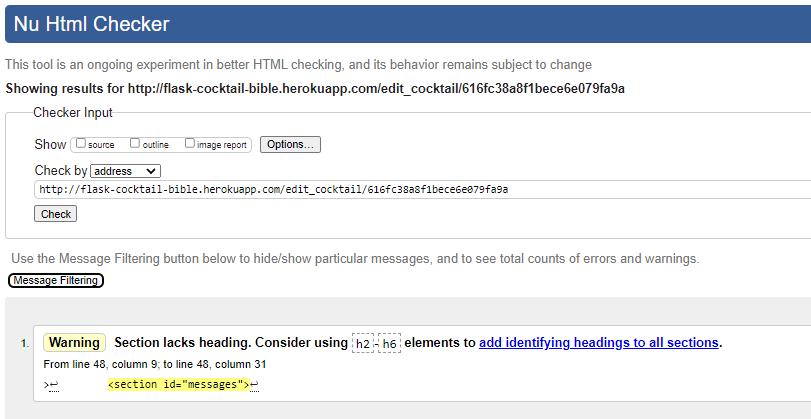 Nu Html Checker
This tool is an ongoing experiment in better HTML checking, and its behavior remains subject to change
Showing results for http://flask-cocktail-bible.herokuapp.com/edit_cocktail/616fc38a8f1bece6e079fa9a
Checker Input
Show source outline image report Options...
Check by address
http://flask-cocktail-bible.herokuapp.com/edit_cocktail/616fc38a8f1bece6e079fa9a
Check
Use the Message Filtering button below to hide/show particular messages, and to see total counts of errors and warnings.
Message Filtering
1. Warning Section lacks heading. Consider using h2-h6 elements to add identifying headings to all sections.
From line 48, column 9; to line 48, column 31
>↩ <section id="messages">↩